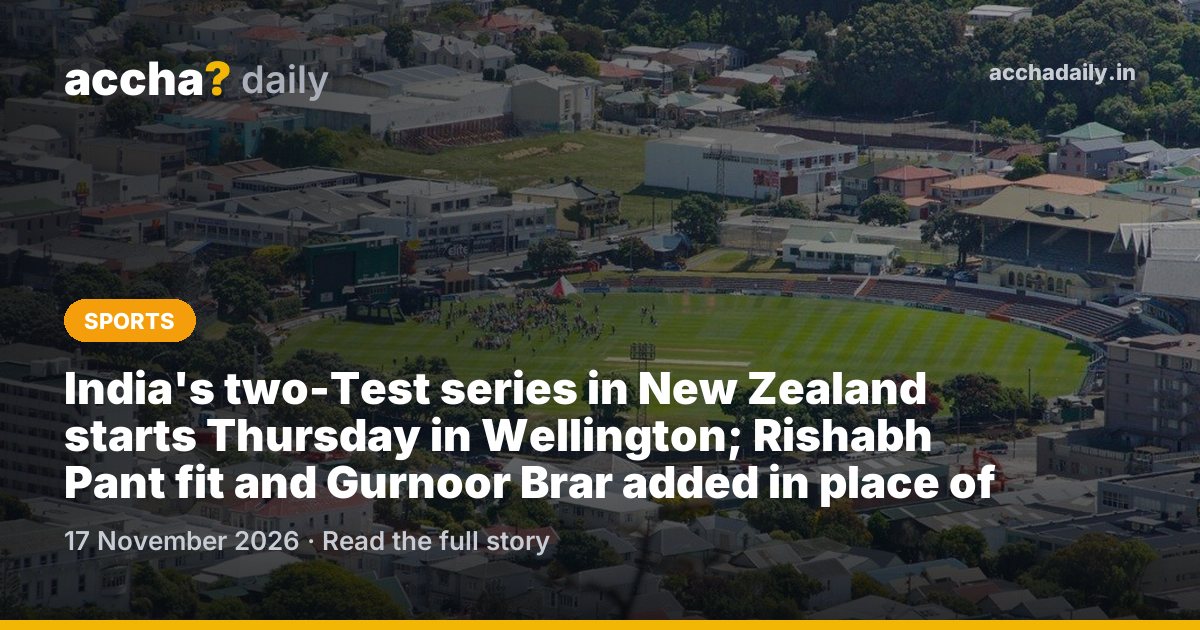 accha? daily
acchadaily.in
SPORTS
India's two-Test series in New Zealand
starts Thursday in Wellington; Rishabh
Pant fit and Gurnoor Brar added in place of
17 November 2026 · Read the full story